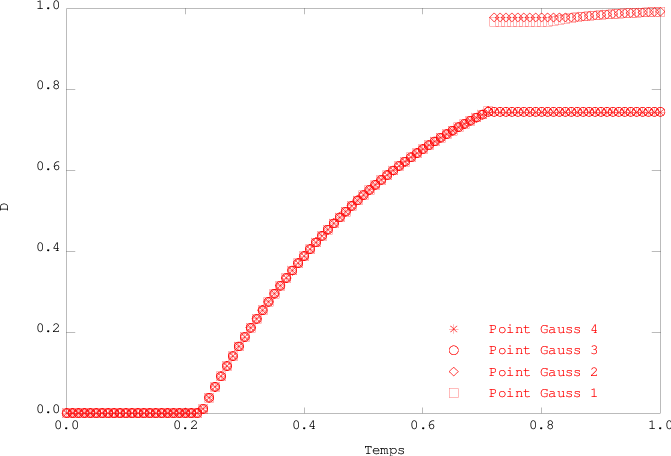 1.0
0.8
0.6
0.4
0.2
0.0
D
Point Gauss 4
Point Gauss 3
Point Gauss 2
Point Gauss 1
0.0 0.2 0.4 0.6 0.8 1.0
Temps